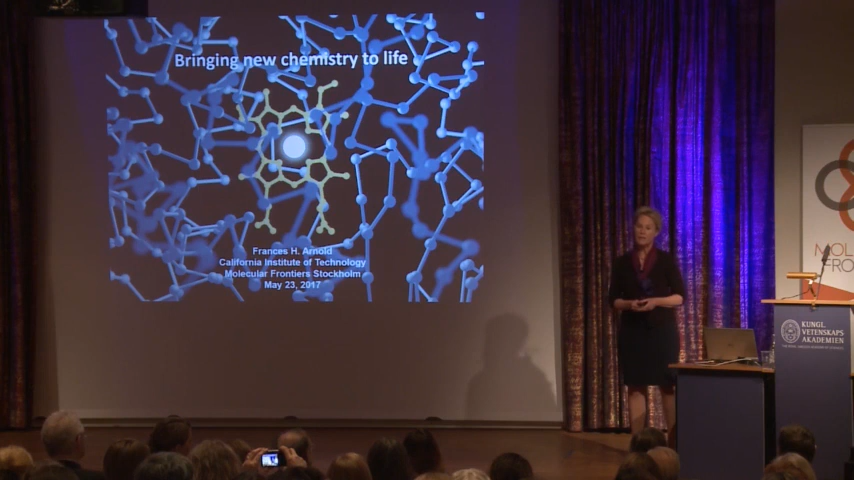 Bringing new chemistry to life
Frances H. Arnold
California Institute of Technology
Molecular Frontiers Stockholm
May 23, 2017
KUNGL.
VETENSKAPS
AKADEMIEN